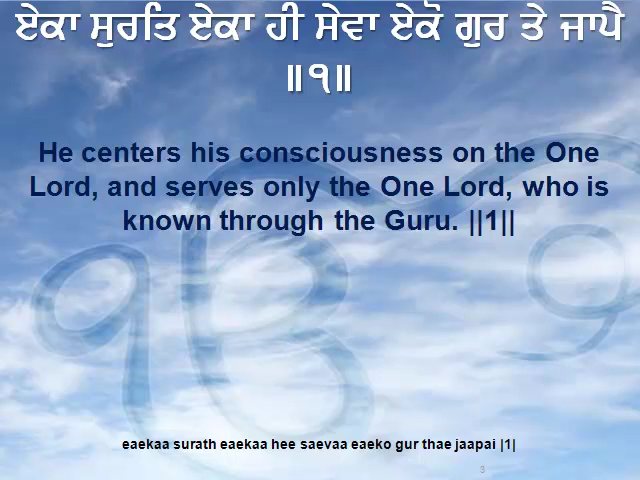 ਏਕਾ ਸੁਰਤਿ ਏਕਾ ਹੀ ਸੇਵਾ ਏਕੋ ਗੁਰ ਤੇ ਜਾਪੈ
॥੧॥
He centers his consciousness on the One
Lord, and serves only the One Lord, who is
known through the Guru. ||1||
eaekaa surath eaekaa hee saevaa eaeko gur thae jaapai |1|
3